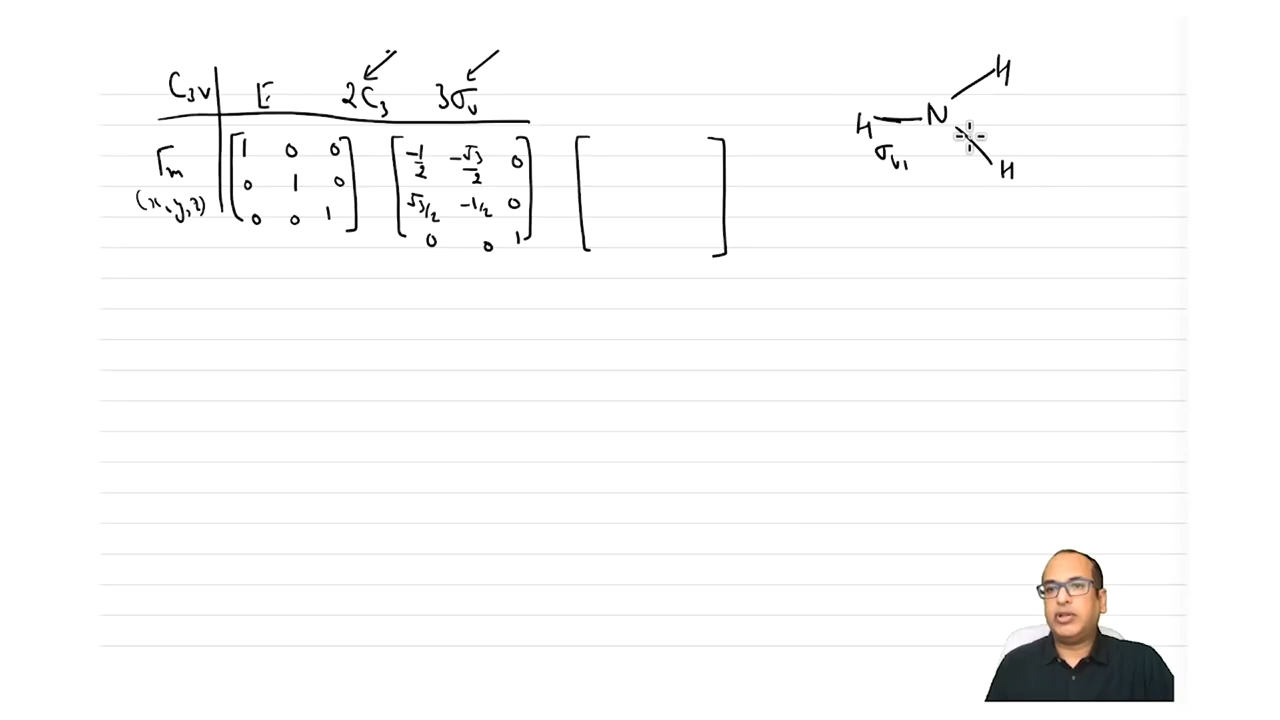 C₃ᵥ E 2C₃ 3σᵥ
Γₘ (x, y, z)
1 0 0
0 1 0
0 0 1
-1/2 -√3/2 0
√3/2 -1/2 0
0 0 1
H
H N
σᵥ₁
H